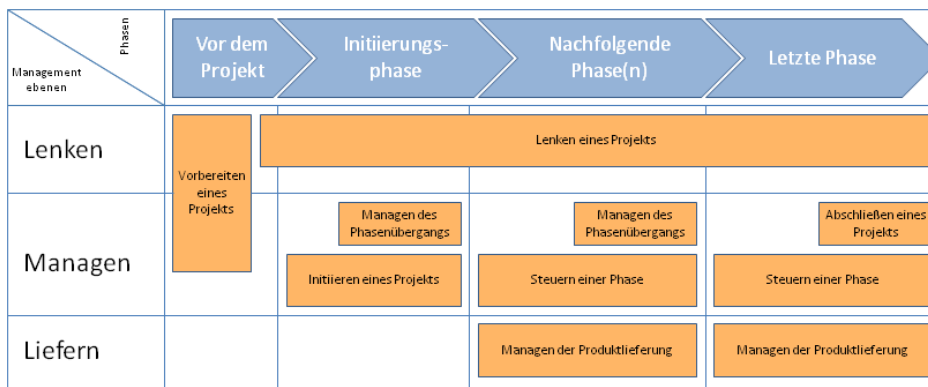 Phasen
Management
ebenen
Vor dem
Projekt
Initiierungs-
phase
Nachfolgende
Phase(n)
Letzte Phase
Lenken
Vorbereiten
eines
Projekts
Lenken eines Projekts
Managen
Managen des
Phasenübergangs
Managen des
Phasenübergangs
Abschließen eines
Projekts
Initiieren eines Projekts
Steuern einer Phase
Steuern einer Phase
Liefern
Managen der Produktlieferung
Managen der Produktlieferung